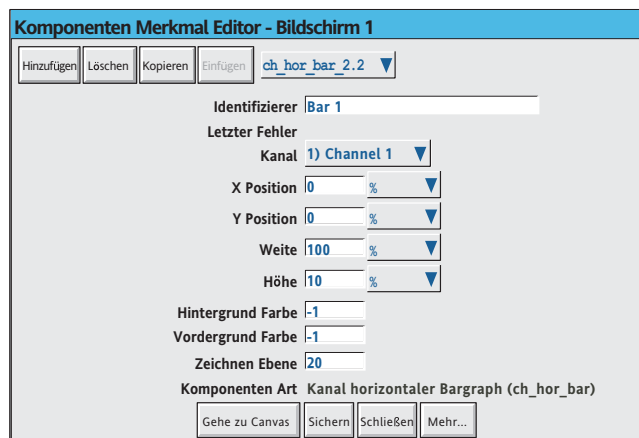 Komponenten Merkmal Editor - Bildschirm 1
Hinzufügen Löschen Kopieren Einfügen ch_hor_bar_2.2
Identifizierer Bar 1
Letzter Fehler
Kanal 1) Channel 1
X Position 0 %
Y Position 0 %
Weite 100 %
Höhe 10 %
Hintergrund Farbe -1
Vordergrund Farbe -1
Zeichnen Ebene 20
Komponenten Art Kanal horizontaler Bargraph (ch_hor_bar)
Gehe zu Canvas Sichern Schließen Mehr...